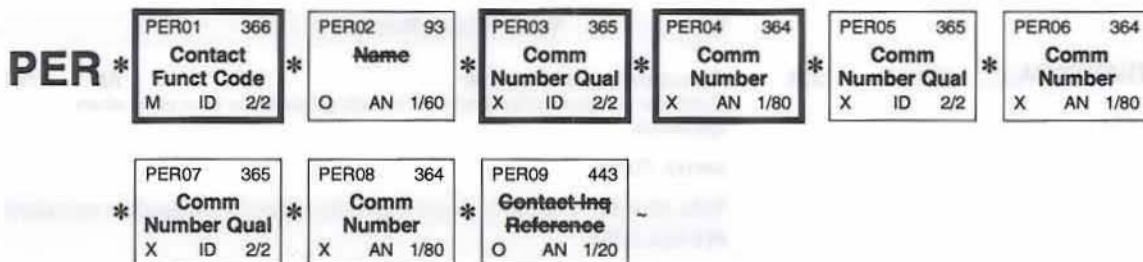 PER01 366 PER02 93 PER03 365 PER04 364 PER05 365 PER06 364
PER * Contact Funct Code * Name * Comm Number Qual * Comm Number * Comm Number Qual * Comm Number
M ID 2/2 O AN 1/60 X ID 2/2 X AN 1/80 X ID 2/2 X AN 1/80
PER07 365 PER08 364 PER09 443
* Comm Number Qual * Comm Number * Contact Inq Reference ~
X ID 2/2 X AN 1/80 O AN 1/20